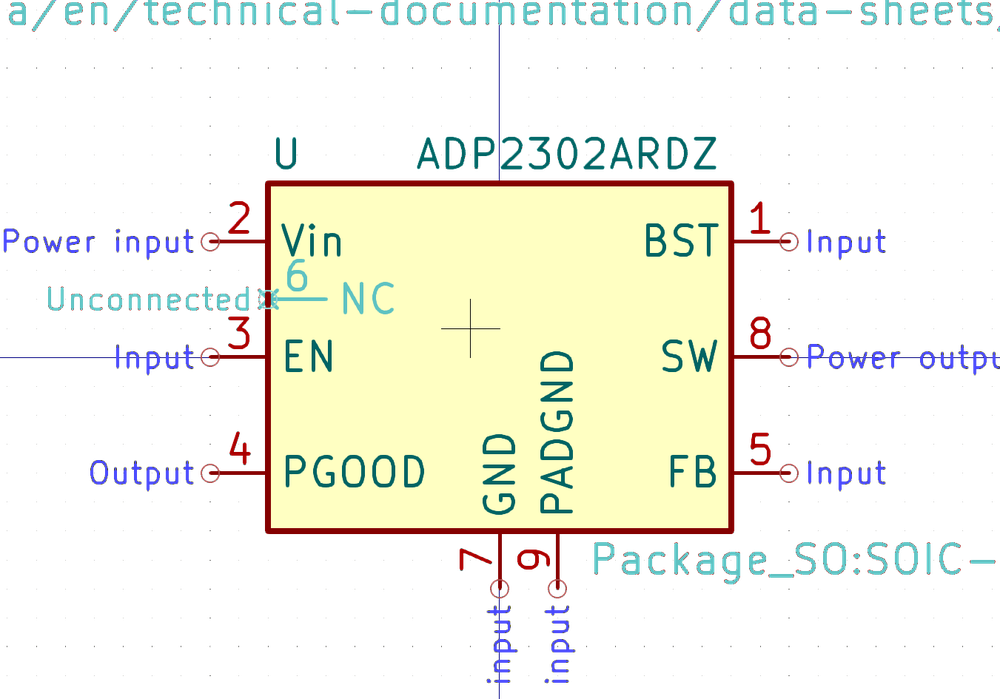 a/en/technical-documentation/data-sheets/
U ADP2302ARDZ
Power input 2 Vin BST 1 Input
Unconnected 6 NC
Input 3 EN SW 8 Power outpu
Output 4 PGOOD FB 5 Input
GND PADGND
7 9
Package_SO:SOIC-
input input